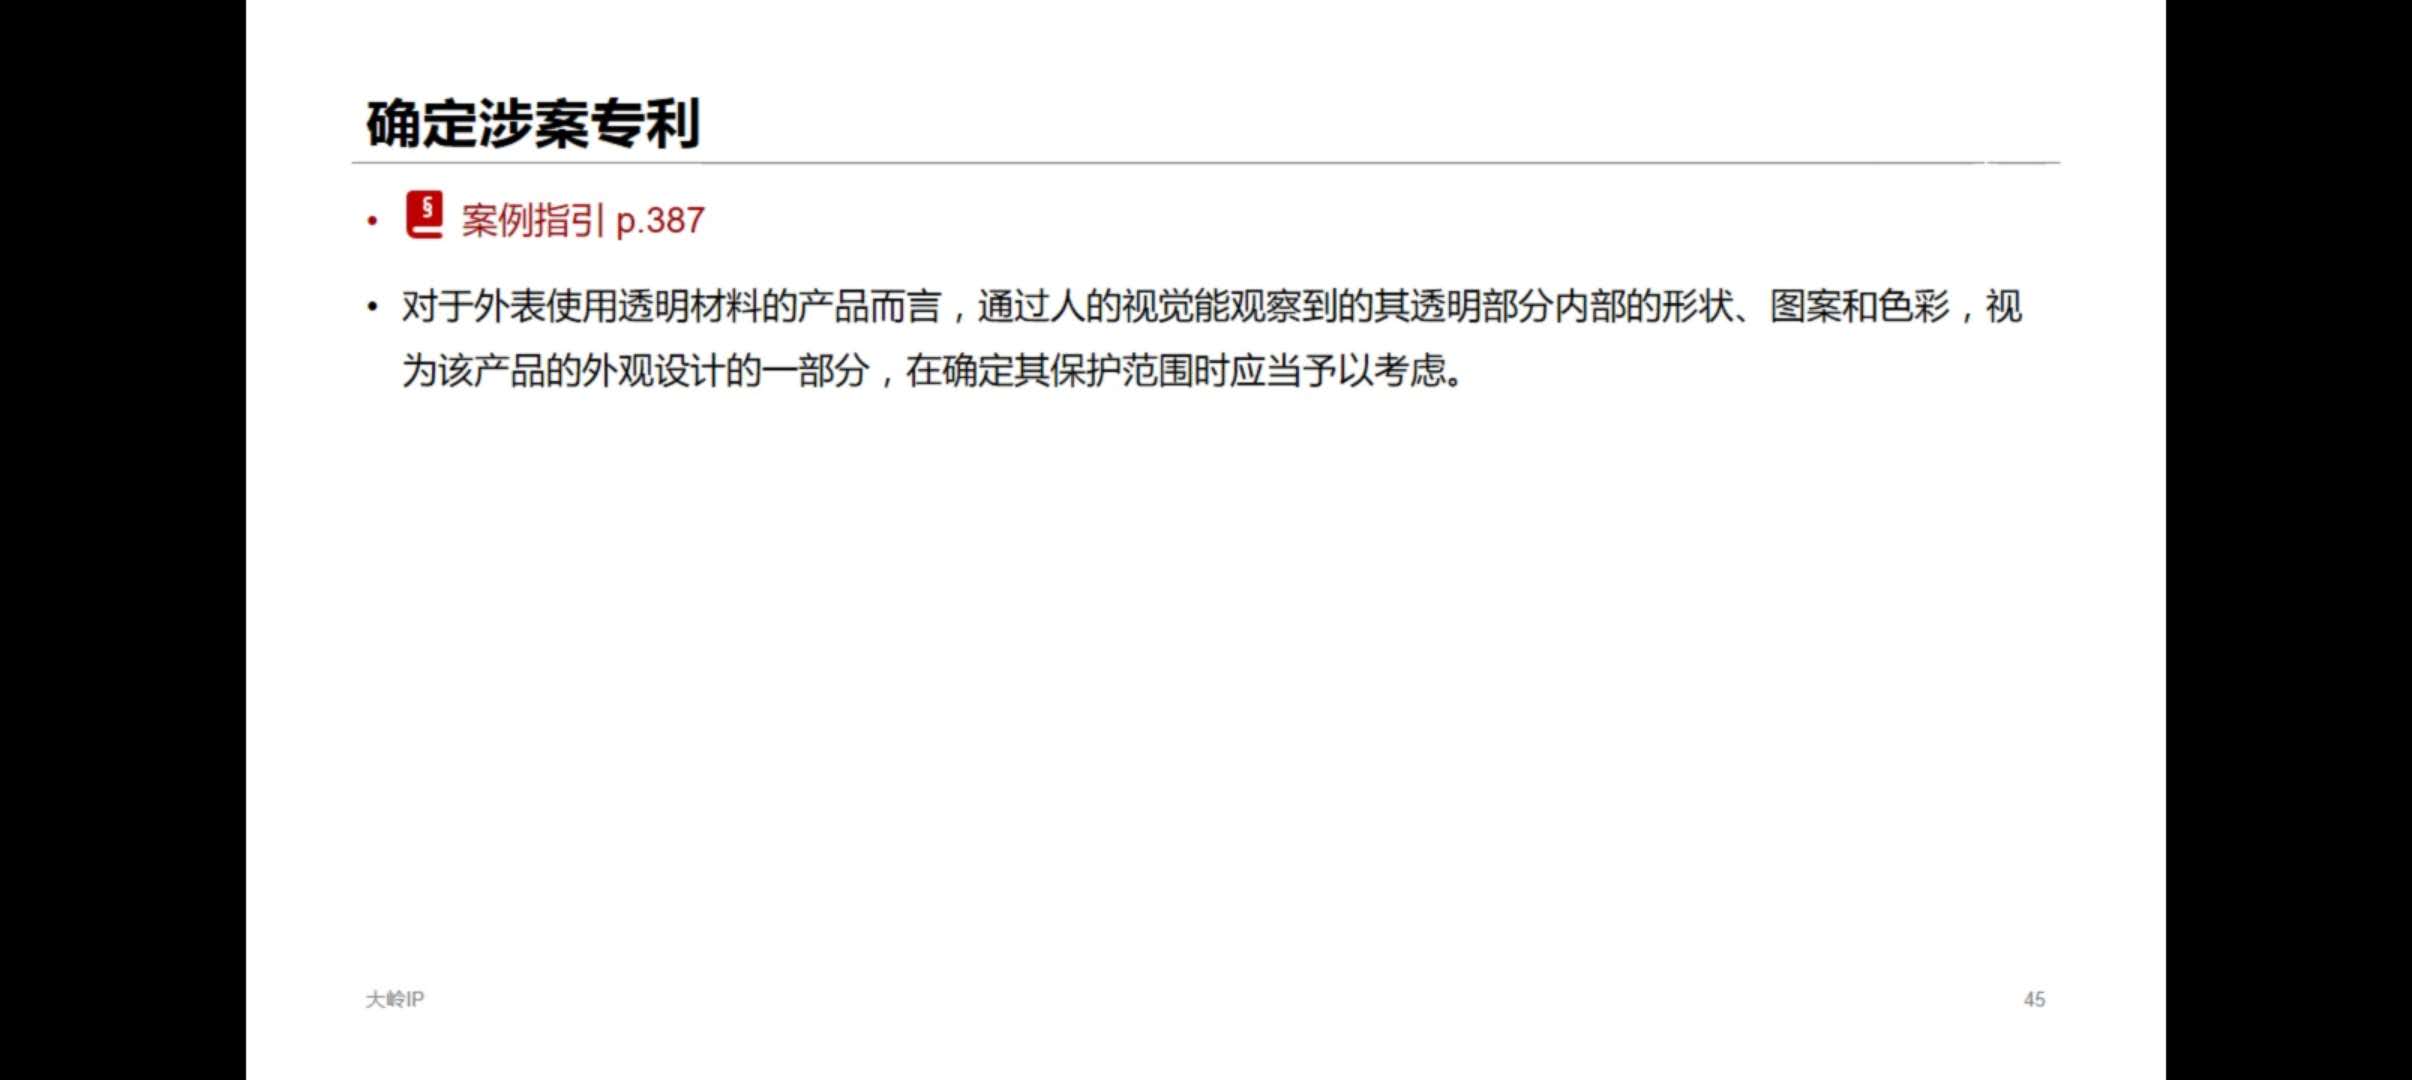 确定涉案专利
• § 案例指引 p.387
• 对于外表使用透明材料的产品而言，通过人的视觉能观察到的其透明部分内部的形状、图案和色彩，视
为该产品的外观设计的一部分，在确定其保护范围时应当予以考虑。
大岭IP
45